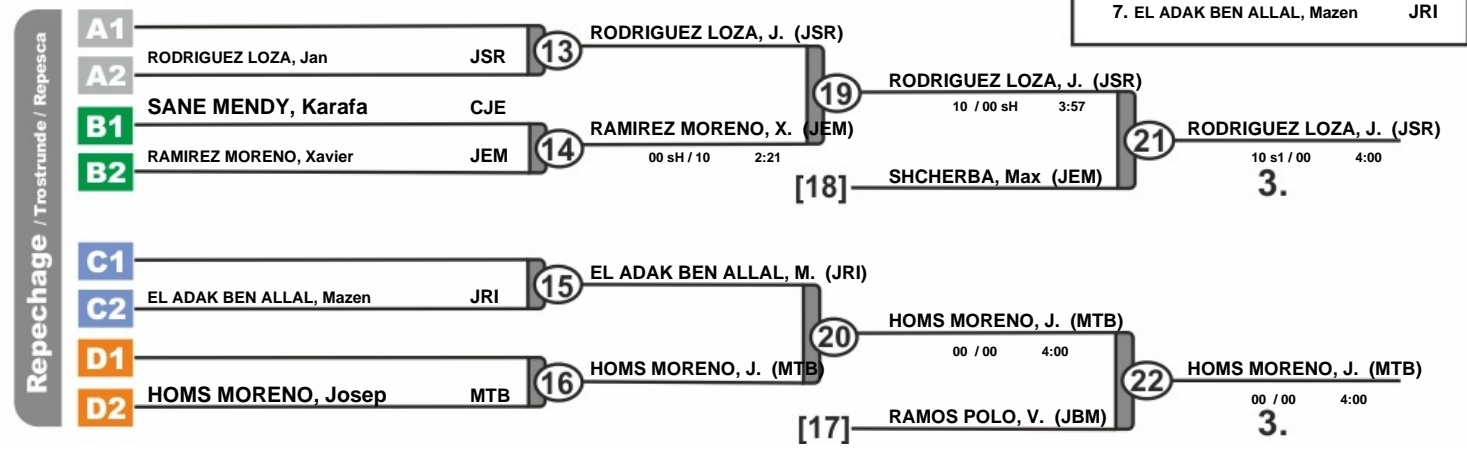 7. EL ADAK BEN ALLAL, Mazen JRI
Repechage / Trostrunde / Repesca
A1
RODRIGUEZ LOZA, Jan JSR
A2
13
RODRIGUEZ LOZA, J. (JSR)
B1
SANE MENDY, Karafa CJE
RAMIREZ MORENO, Xavier JEM
B2
14
RAMIREZ MORENO, X. (JEM)
00 sH / 10 2:21
19
RODRIGUEZ LOZA, J. (JSR)
10 / 00 sH 3:57
[18]
SHCHERBA, Max (JEM)
21
RODRIGUEZ LOZA, J. (JSR)
10 s1 / 00 4:00
3.
C1
EL ADAK BEN ALLAL, Mazen JRI
C2
15
EL ADAK BEN ALLAL, M. (JRI)
D1
HOMS MORENO, Josep MTB
D2
16
HOMS MORENO, J. (MTB)
20
HOMS MORENO, J. (MTB)
00 / 00 4:00
[17]
RAMOS POLO, V. (JBM)
22
HOMS MORENO, J. (MTB)
00 / 00 4:00
3.